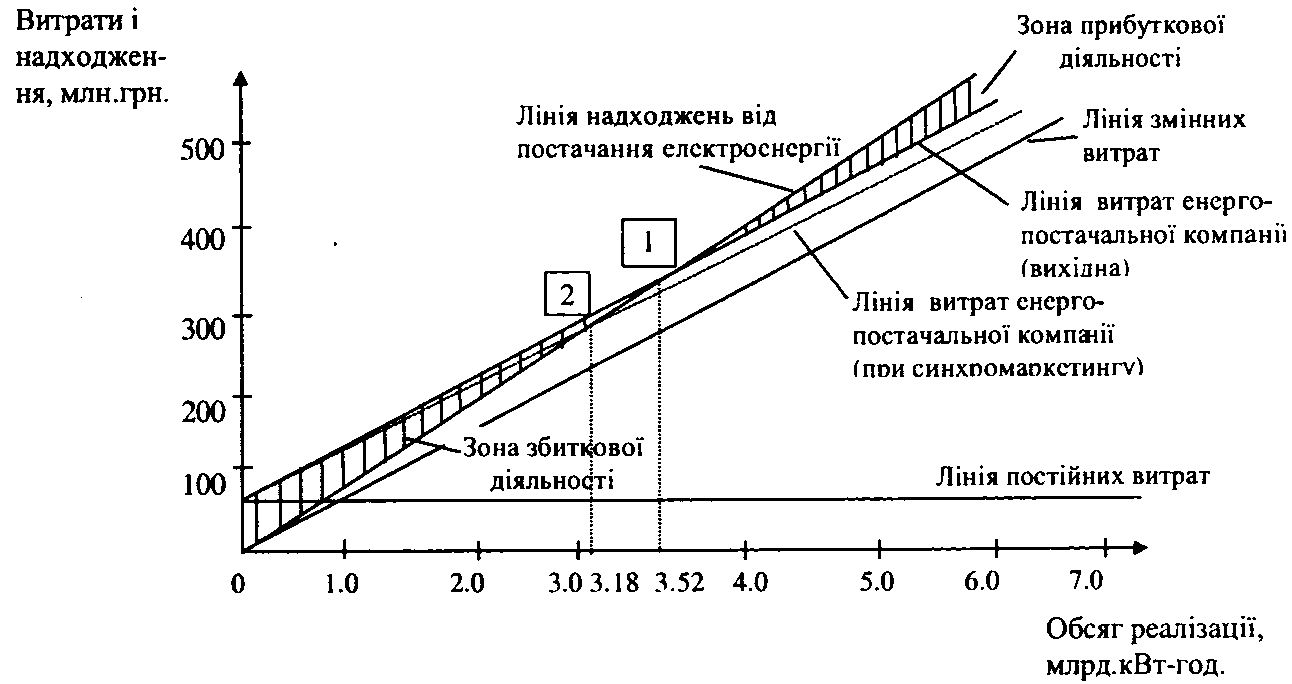 Витрати і
надходжен-
ня, млн.грн.
Зона прибуткової
діяльності
Лінія надходжень від
постачання електроенергії
Лінія змінних
витрат
500
400
300
200
100
1
2
Лінія витрат енерго-
постачальної компанії
(вихідна)
Лінія витрат енерго-
постачальної компанії
(при синхромаркетингу)
Зона збиткової
діяльності
Лінія постійних витрат
0 1.0 2.0 3.0 3.18 3.52 4.0 5.0 6.0 7.0
Обсяг реалізації,
млрд.кВт-год.